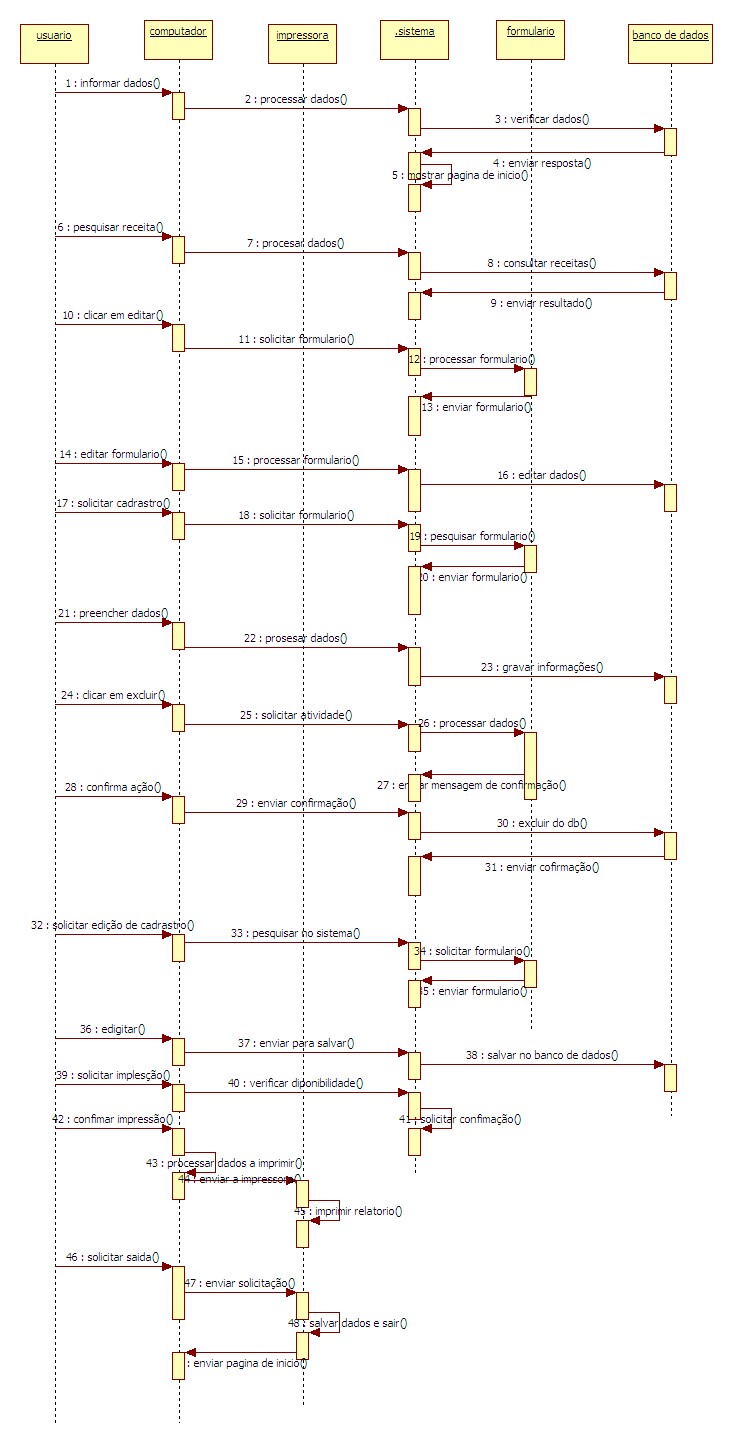 usuario
computador
impressora
.sistema
formulario
banco de dados
1 : informar dados()
2 : processar dados()
3 : verificar dados()
4 : enviar resposta()
5 : mostrar pagina de inicio()
6 : pesquisar receita()
7 : procesar dados()
8 : consultar receitas()
9 : enviar resultado()
10 : clicar em editar()
11 : solicitar formulario()
12 : processar formulario()
13 : enviar formulario()
14 : editar formulario()
15 : processar formulario()
16 : editar dados()
17 : solicitar cadrastro()
18 : solicitar formulario()
19 : pesquisar formulario()
20 : enviar formulario()
21 : preencher dados()
22 : prosesar dados()
23 : gravar informações()
24 : clicar em excluir()
25 : solicitar atividade()
26 : processar dados()
27 : enviar mensagem de confirmação()
28 : confirma ação()
29 : enviar confirmação()
30 : excluir do db()
31 : enviar cofirmação()
32 : solicitar edição de cadrastro()
33 : pesquisar no sistema()
34 : solicitar formulario()
35 : enviar formulario()
36 : edigitar()
37 : enviar para salvar()
38 : salvar no banco de dados()
39 : solicitar implesção()
40 : verificar diponibilidade()
41 : solicitar confimação()
42 : confimar impressão()
43 : processar dados a imprimir()
44 : enviar a impressora()
45 : imprimir relatorio()
46 : solicitar saida()
47 : enviar solicitação()
48 : salvar dados e sair()
: enviar pagina de inicio()